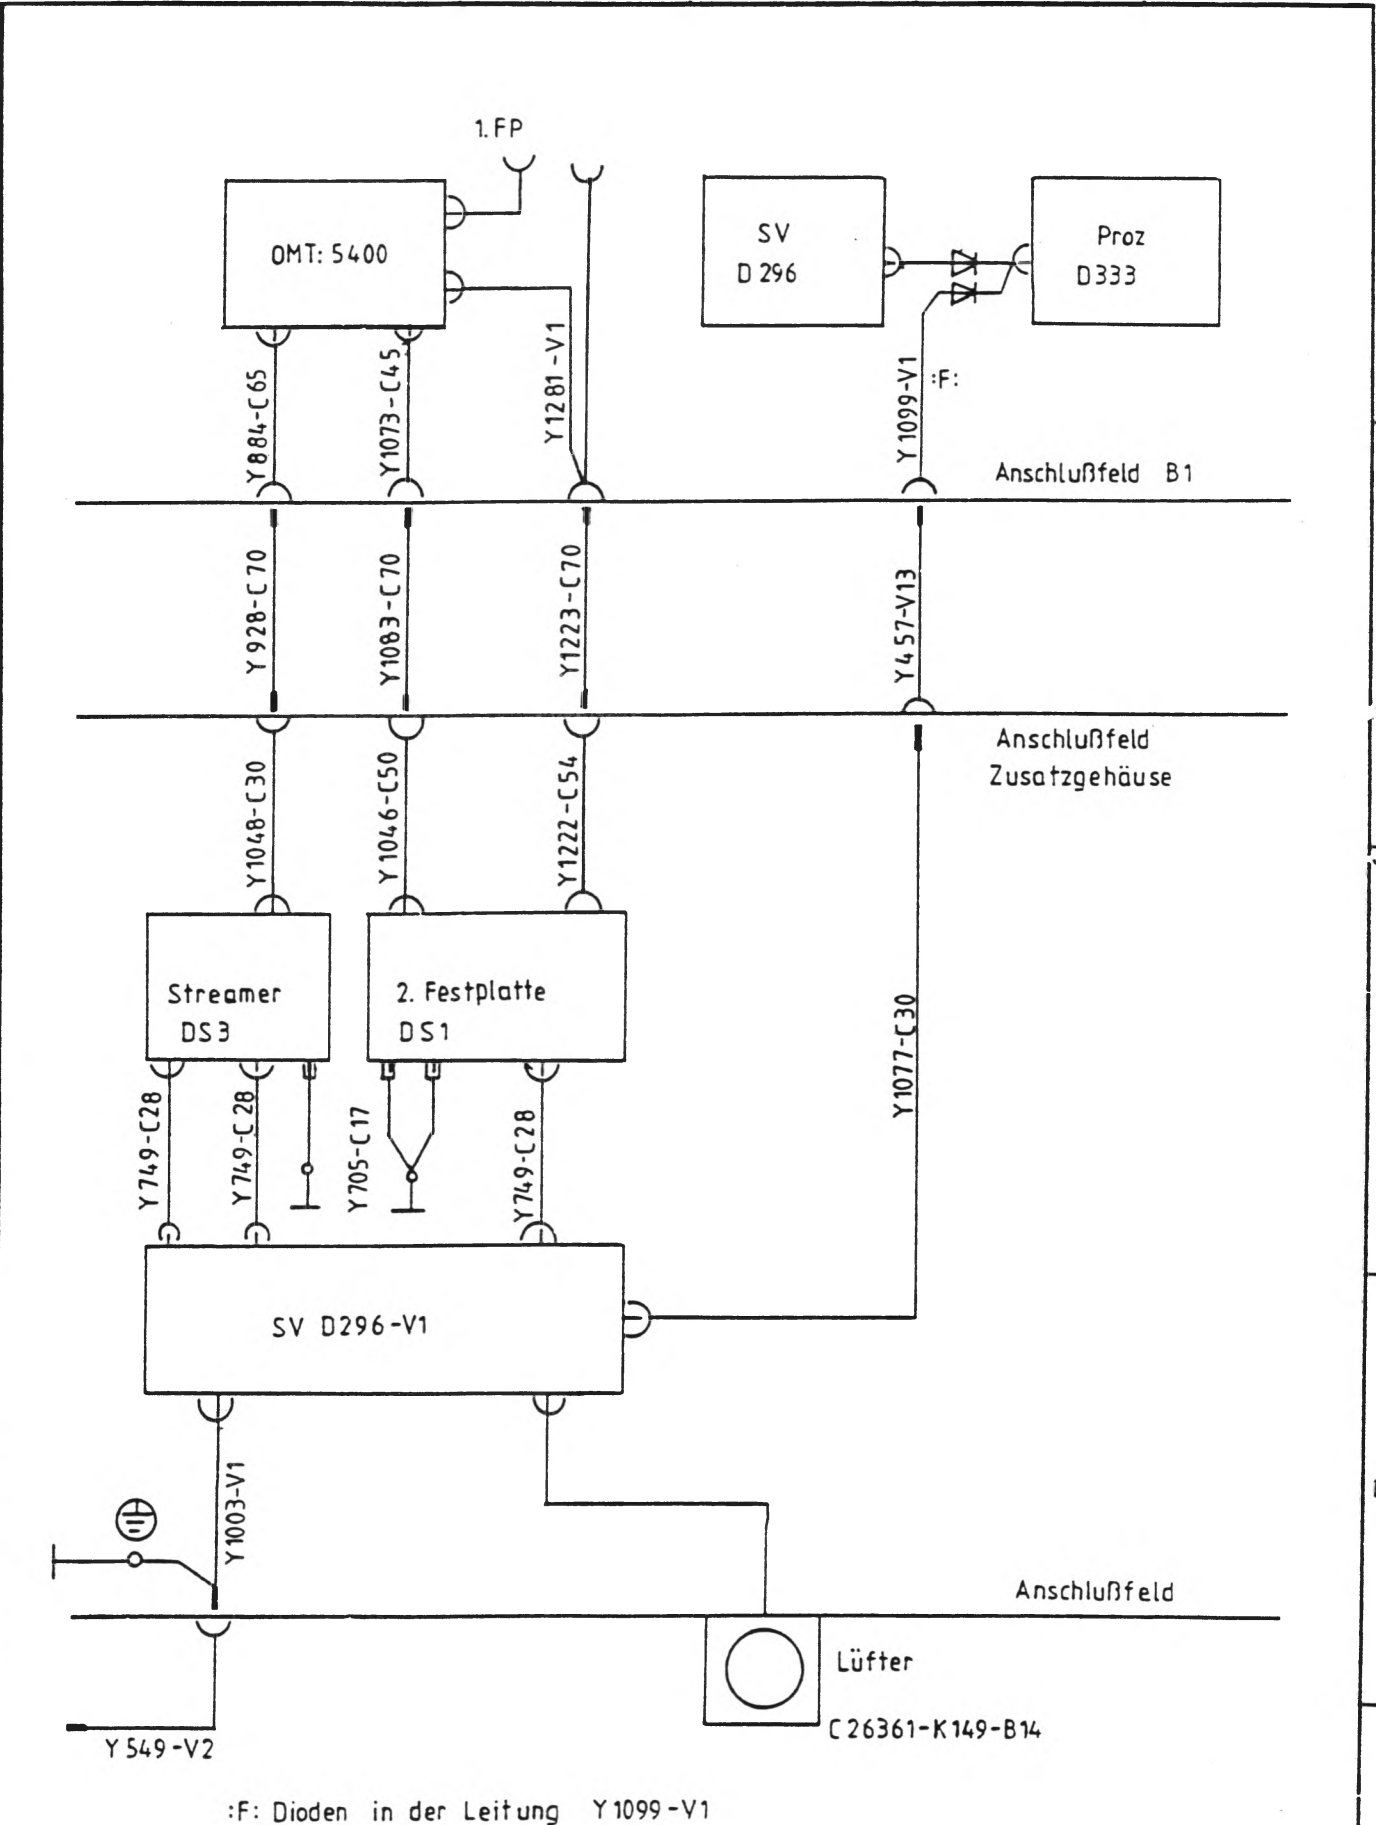 1.FP
OMT: 5400
SV
D 296
Proz
D333
Y884-C65
Y1073-C45
Y1281-V1
Y1099-V1
:F:
Anschlußfeld B1
Y928-C70
Y1083-C70
Y1223-C70
Y457-V13
Anschlußfeld
Zusatzgehäuse
Y1048-C30
Y1046-C50
Y1222-C54
Streamer
DS3
2. Festplatte
DS1
Y1077-C30
Y749-C28
Y749-C28
Y705-C17
Y749-C28
SV D296-V1
Y1003-V1
Anschlußfeld
Lüfter
C26361-K149-B14
Y549-V2
:F: Dioden in der Leitung Y1099-V1